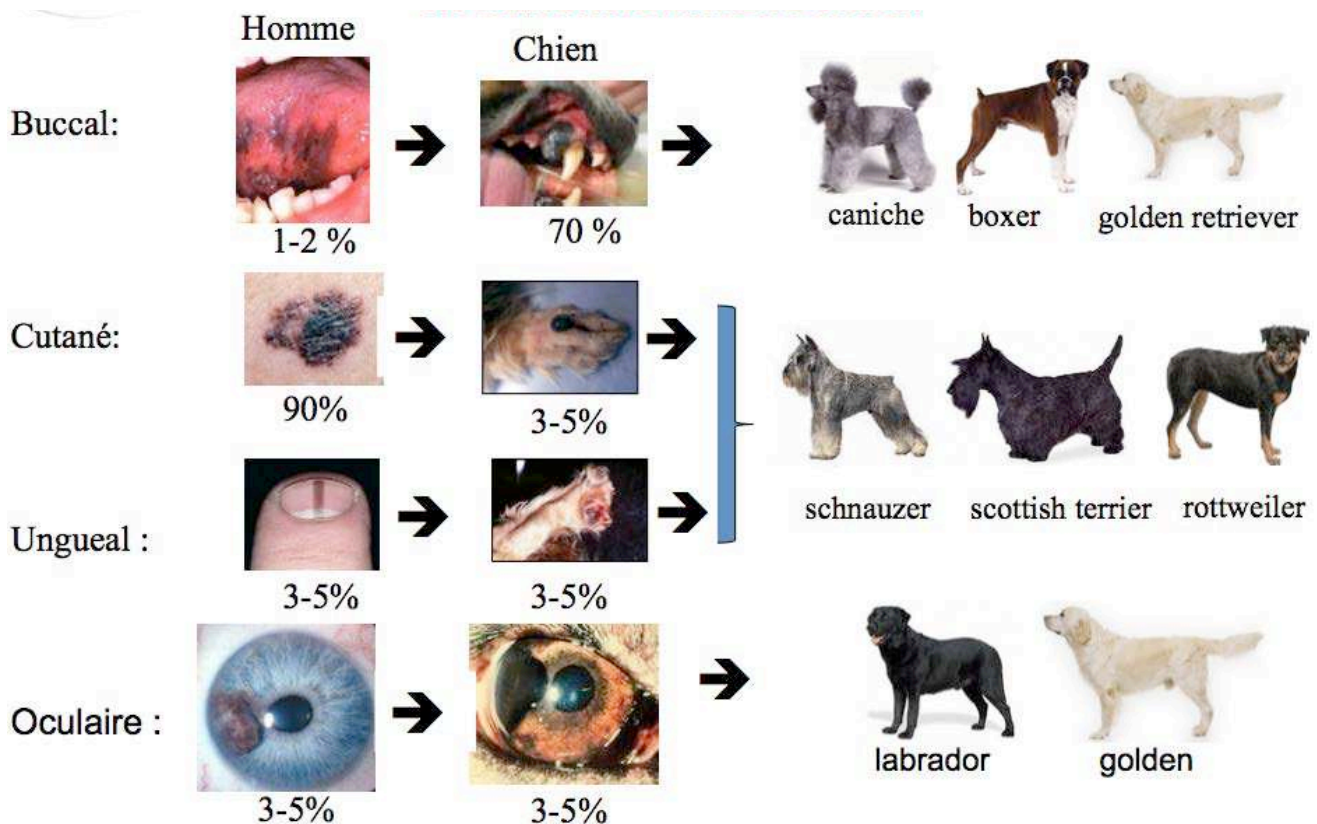 Homme
Chien
Buccal:
1-2 %
70 %
caniche
boxer
golden retriever
Cutané:
90%
3-5%
schnauzer
scottish terrier
rottweiler
Ungueal :
3-5%
3-5%
Oculaire :
labrador
golden
3-5%
3-5%